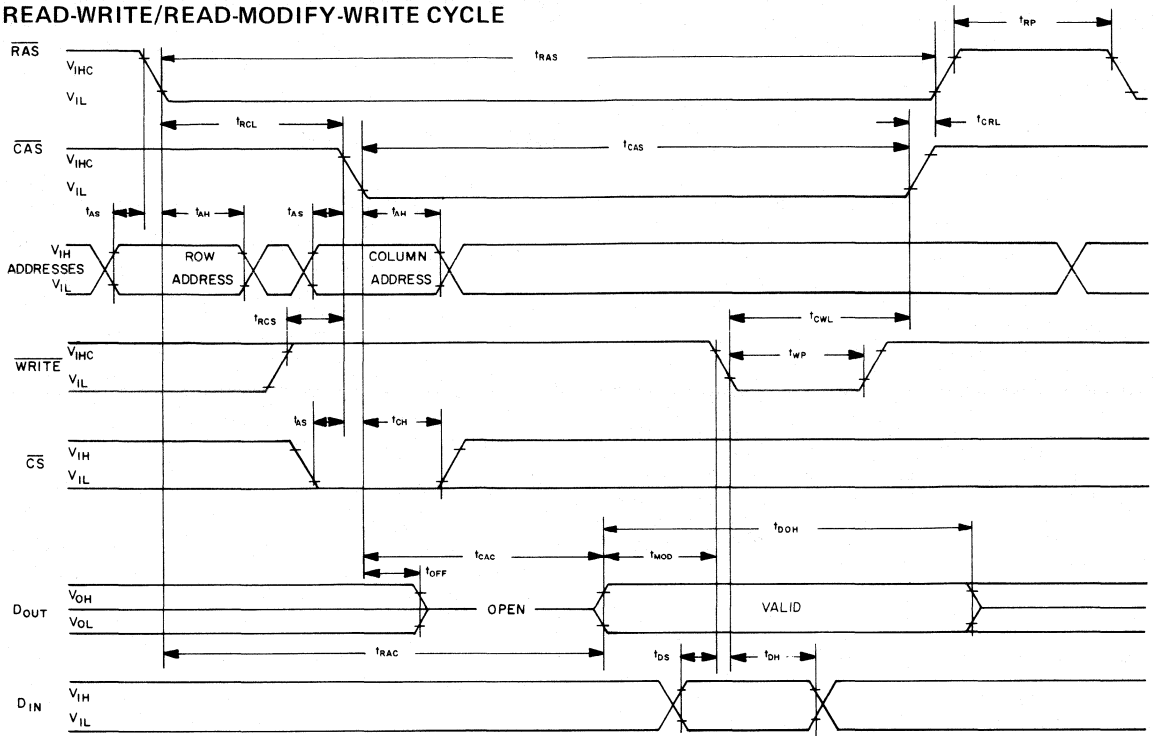 READ-WRITE/READ-MODIFY-WRITE CYCLE
tRP
RAS
VIHC
VIL
tRAS
tRCL
tCRL
CAS
VIHC
VIL
tCAS
tAS
tAH
tAS
tAH
ADDRESSES
VIH
VIL
ROW ADDRESS
COLUMN ADDRESS
tRCS
tCWL
WRITE
VIHC
VIL
tWP
tAS
tCH
CS
VIH
VIL
tDOH
tCAC
tMOD
tOFF
DOUT
VOH
VOL
OPEN
VALID
tRAC
tDS
tDH
DIN
VIH
VIL